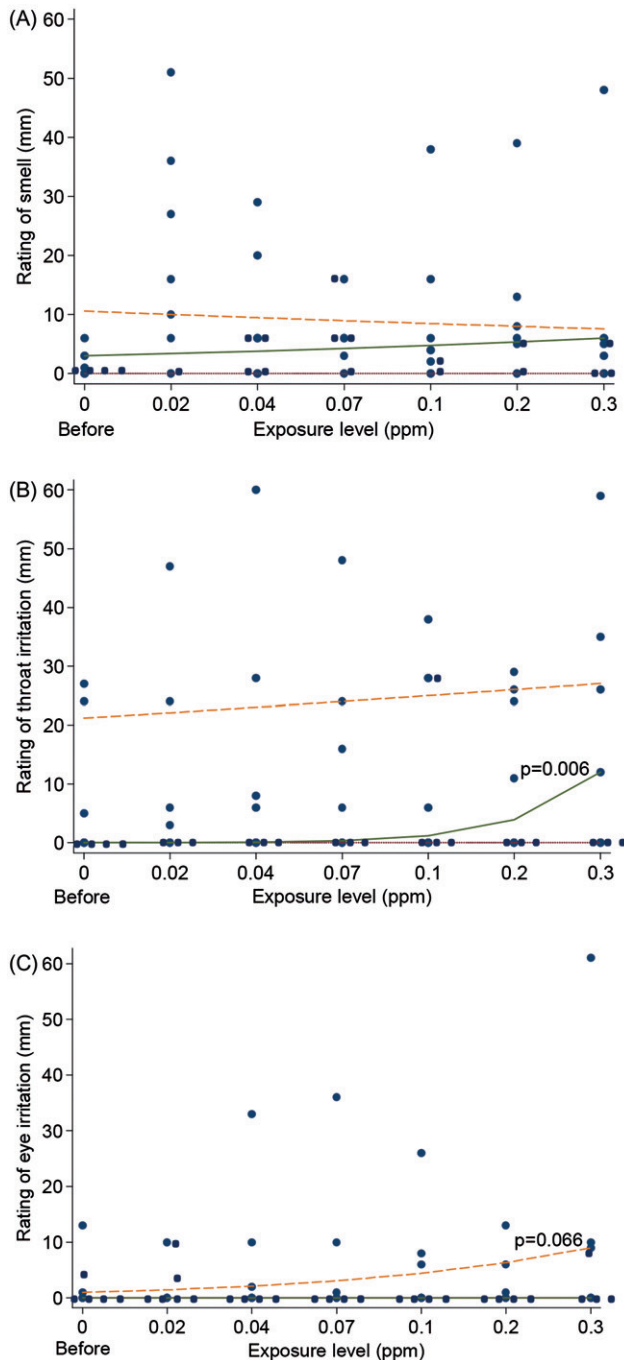 (A)
60
50
40
30
20
10
0
Rating of smell (mm)
0 0.02 0.04 0.07 0.1 0.2 0.3
Before Exposure level (ppm)
(B)
60
50
40
30
20
10
0
Rating of throat irritation (mm)
p=0.006
0 0.02 0.04 0.07 0.1 0.2 0.3
Before Exposure level (ppm)
(C)
60
50
40
30
20
10
0
Rating of eye irritation (mm)
p=0.066
0 0.02 0.04 0.07 0.1 0.2 0.3
Before Exposure level (ppm)